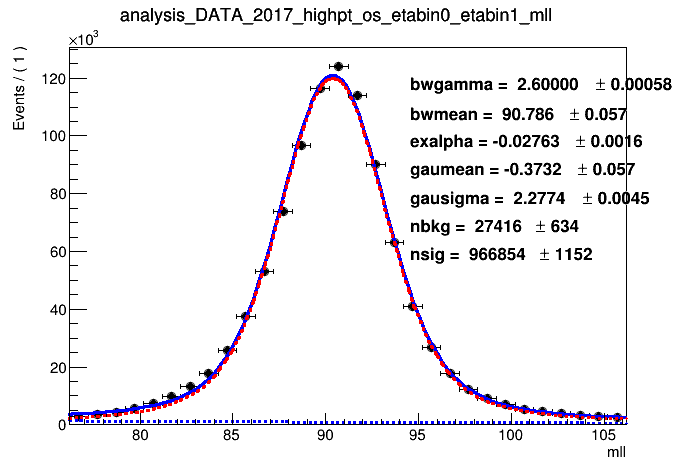 analysis_DATA_2017_highpt_os_etabin0_etabin1_mll
×10³
Events / ( 1 )
120
100
80
60
40
20
0
bwgamma = 2.60000 ± 0.00058
bwmean = 90.786 ± 0.057
exalpha = -0.02763 ± 0.0016
gaumean = -0.3732 ± 0.057
gausigma = 2.2774 ± 0.0045
nbkg = 27416 ± 634
nsig = 966854 ± 1152
80 85 90 95 100 105
mll